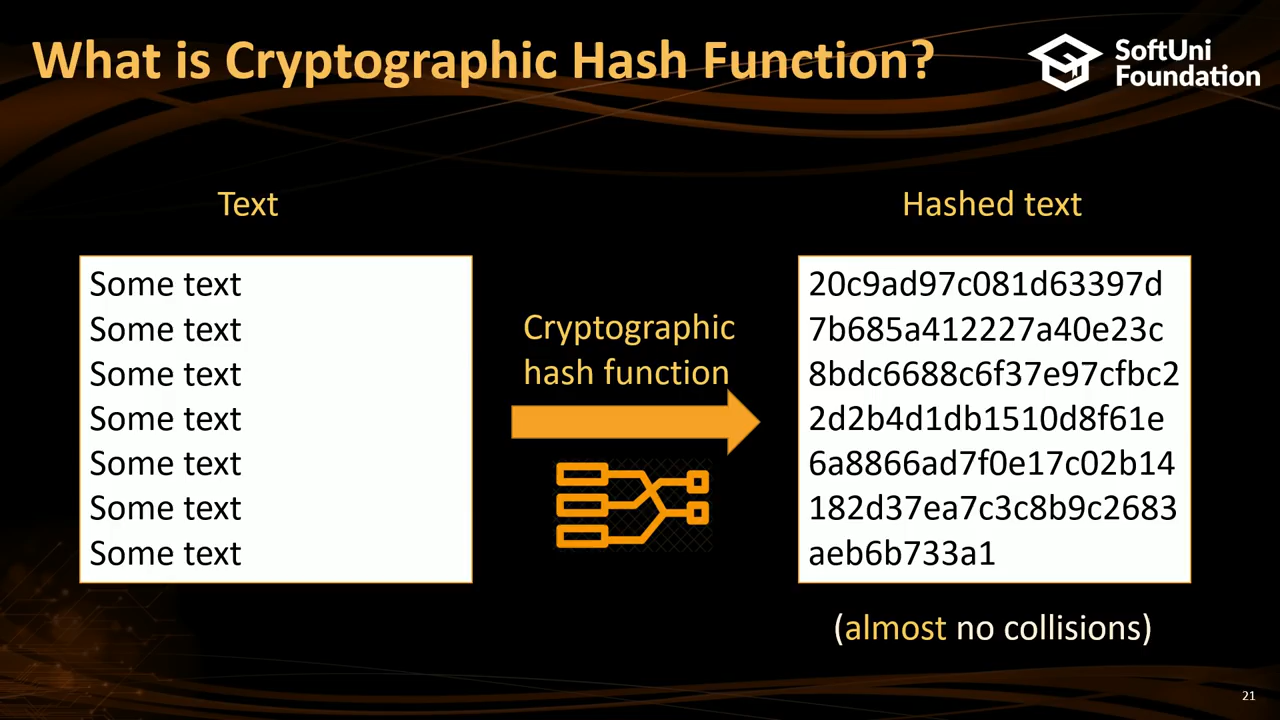 What is Cryptographic Hash Function?
SoftUni
Foundation
Text
Hashed text
Some text
Some text
Some text
Some text
Some text
Some text
Some text
Cryptographic
hash function
20c9ad97c081d63397d
7b685a412227a40e23c
8bdc6688c6f37e97cfbc2
2d2b4d1db1510d8f61e
6a8866ad7f0e17c02b14
182d37ea7c3c8b9c2683
aeb6b733a1
(almost no collisions)
21